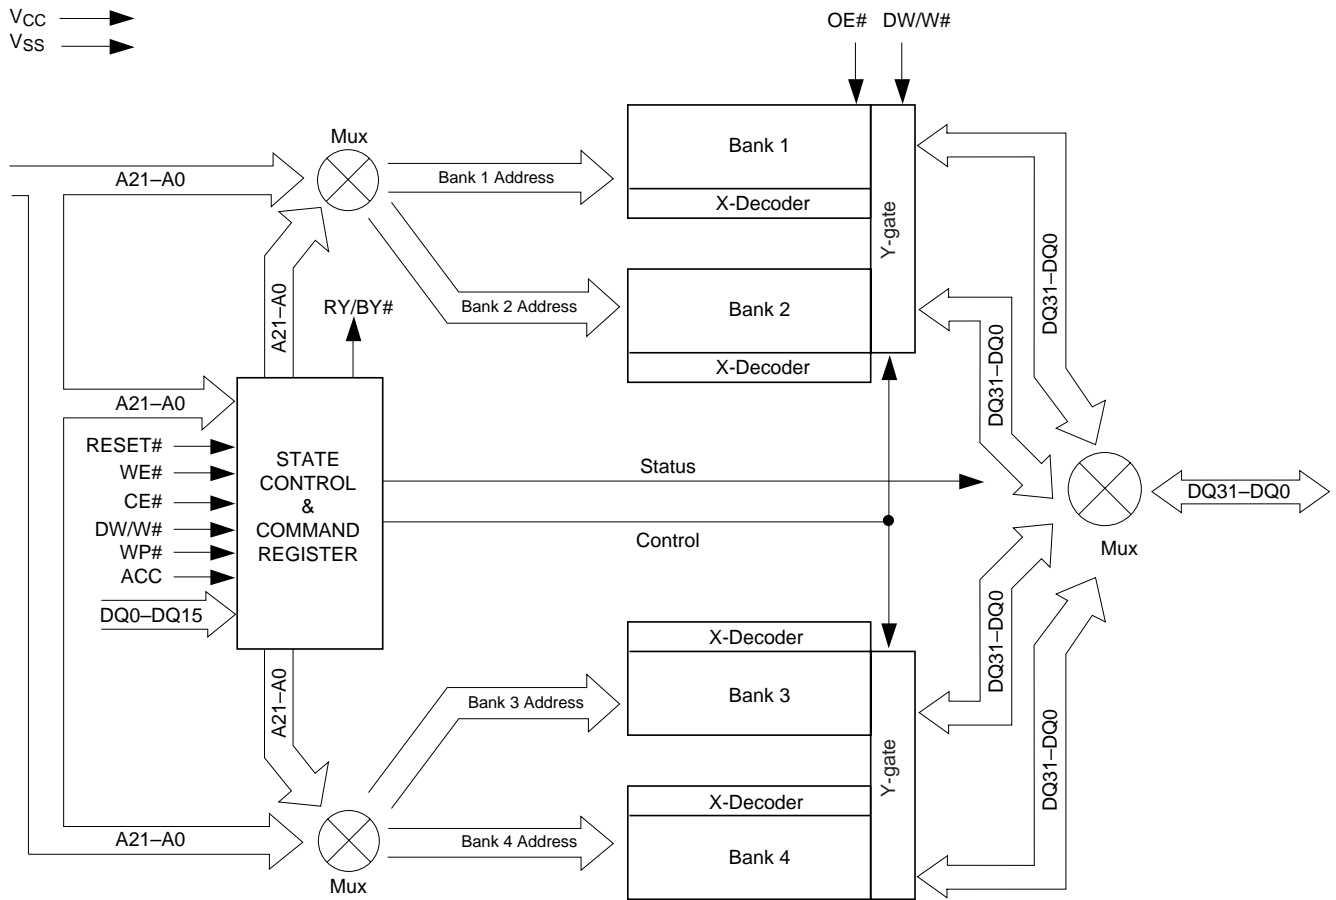 VCC
VSS
OE# DW/W#
Mux
A21–A0
Bank 1 Address
Bank 1
X-Decoder
Y-gate
DQ31–DQ0
A21–A0
RY/BY#
Bank 2 Address
Bank 2
X-Decoder
DQ31–DQ0
A21–A0
RESET#
WE#
CE#
DW/W#
WP#
ACC
DQ0–DQ15
STATE
CONTROL
&
COMMAND
REGISTER
Status
Control
DQ31–DQ0
Mux
A21–A0
Bank 3 Address
X-Decoder
Bank 3
Y-gate
DQ31–DQ0
DQ31–DQ0
A21–A0
Mux
Bank 4 Address
X-Decoder
Bank 4